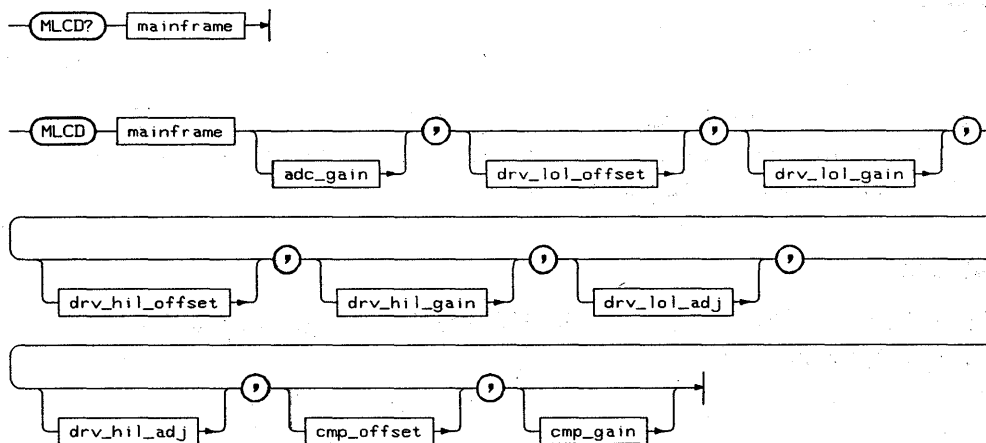 MLCD? mainframe
MLCD mainframe , , ,
adc_gain drv_lol_offset drv_lol_gain
, , ,
drv_hil_offset drv_hil_gain drv_lol_adj
, ,
drv_hil_adj cmp_offset cmp_gain